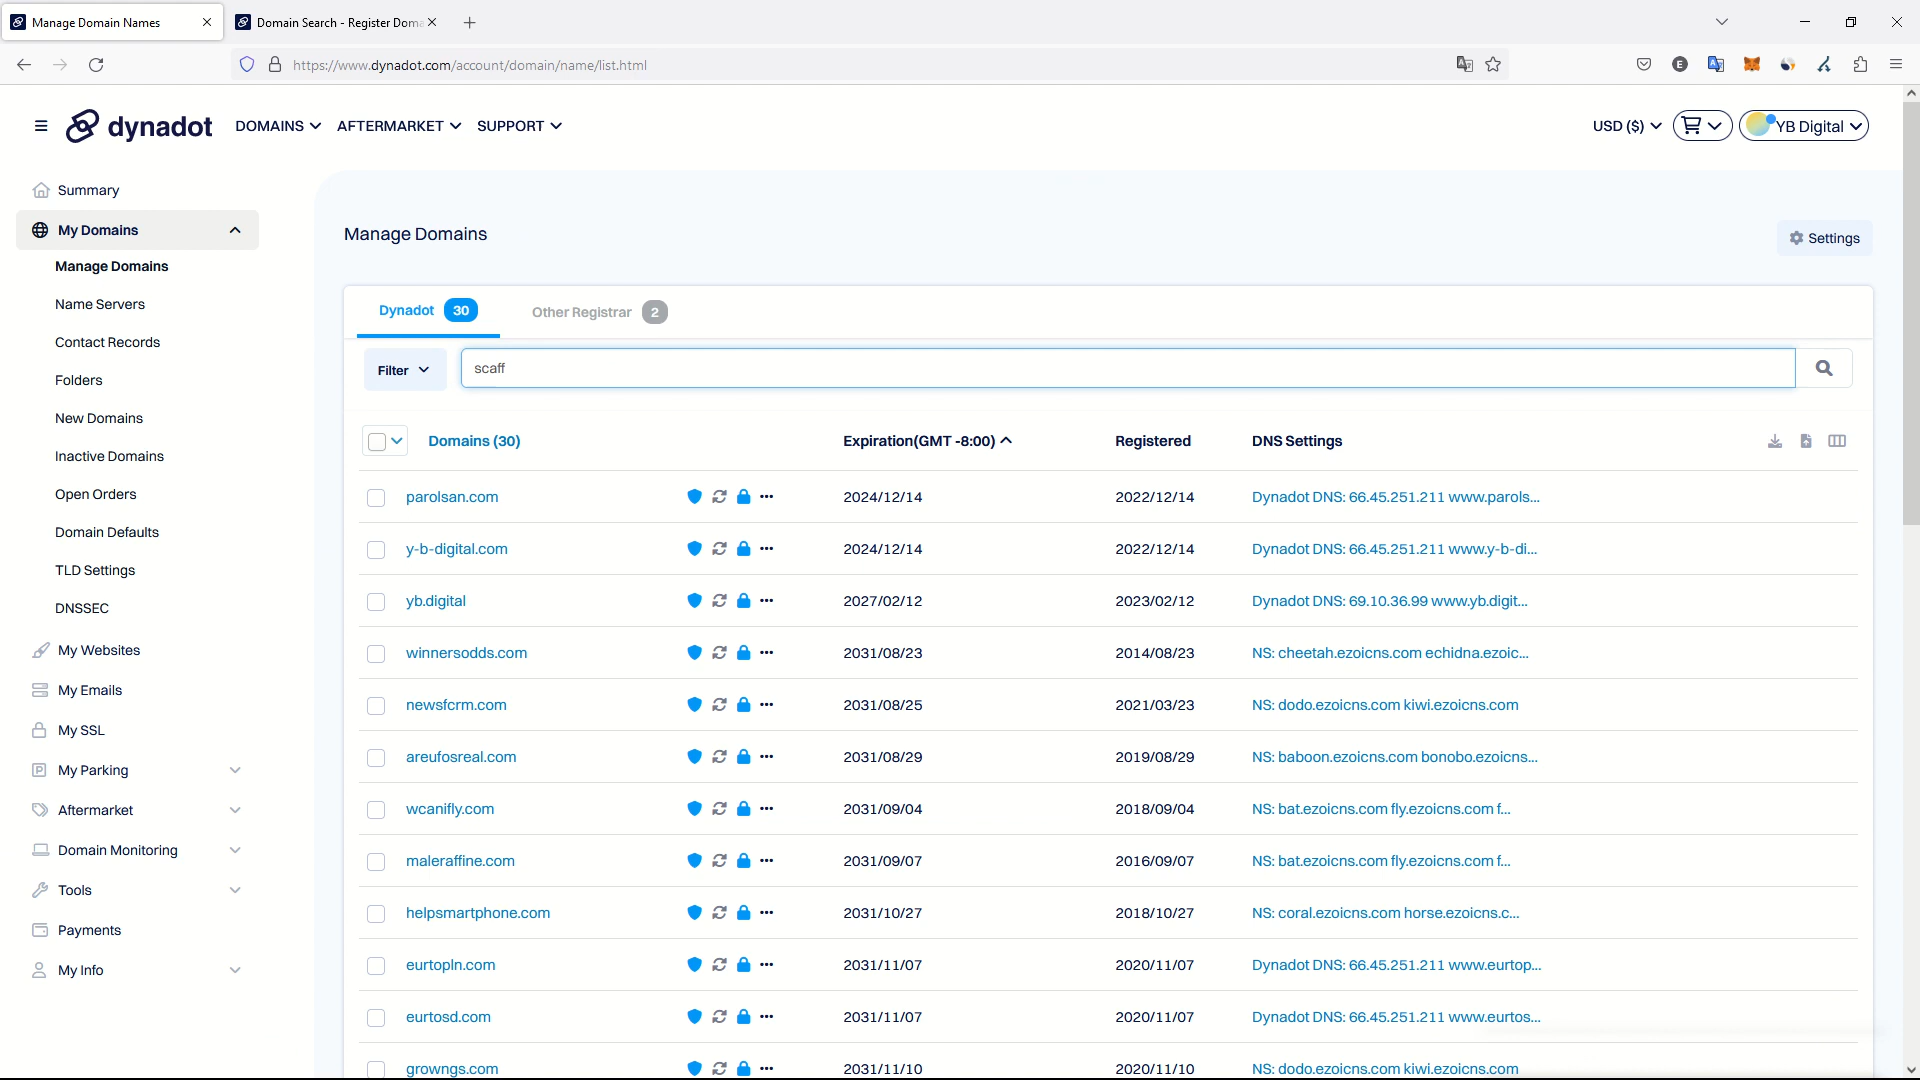 Manage Domain Names
Domain Search - Register Doma
https://www.dynadot.com/account/domain/name/list.html
dynadot
DOMAINS
AFTERMARKET
SUPPORT
USD ($)
YB Digital
Summary
My Domains
Manage Domains
Name Servers
Contact Records
Folders
New Domains
Inactive Domains
Open Orders
Domain Defaults
TLD Settings
DNSSEC
My Websites
My Emails
My SSL
My Parking
Aftermarket
Domain Monitoring
Tools
Payments
My Info
Manage Domains
Settings
Dynadot 30
Other Registrar 2
Filter
scaff
Domains (30) Expiration(GMT -8:00) Registered DNS Settings
parolsan.com 2024/12/14 2022/12/14 Dynadot DNS: 66.45.251.211 www.parols...
y-b-digital.com 2024/12/14 2022/12/14 Dynadot DNS: 66.45.251.211 www.y-b-di...
yb.digital 2027/02/12 2023/02/12 Dynadot DNS: 69.10.36.99 www.yb.digit...
winnersodds.com 2031/08/23 2014/08/23 NS: cheetah.ezoicns.com echidna.ezoic...
newsfcrm.com 2031/08/25 2021/03/23 NS: dodo.ezoicns.com kiwi.ezoicns.com
areufosreal.com 2031/08/29 2019/08/29 NS: baboon.ezoicns.com bonobo.ezoicns...
wcanifly.com 2031/09/04 2018/09/04 NS: bat.ezoicns.com fly.ezoicns.com f...
maleraffine.com 2031/09/07 2016/09/07 NS: bat.ezoicns.com fly.ezoicns.com f...
helpsmartphone.com 2031/10/27 2018/10/27 NS: coral.ezoicns.com horse.ezoicns.c...
eurtopln.com 2031/11/07 2020/11/07 Dynadot DNS: 66.45.251.211 www.eurtop...
eurtosd.com 2031/11/07 2020/11/07 Dynadot DNS: 66.45.251.211 www.eurtos...
growngs.com 2031/11/10 2020/11/10 NS: dodo.ezoicns.com kiwi.ezoicns.com